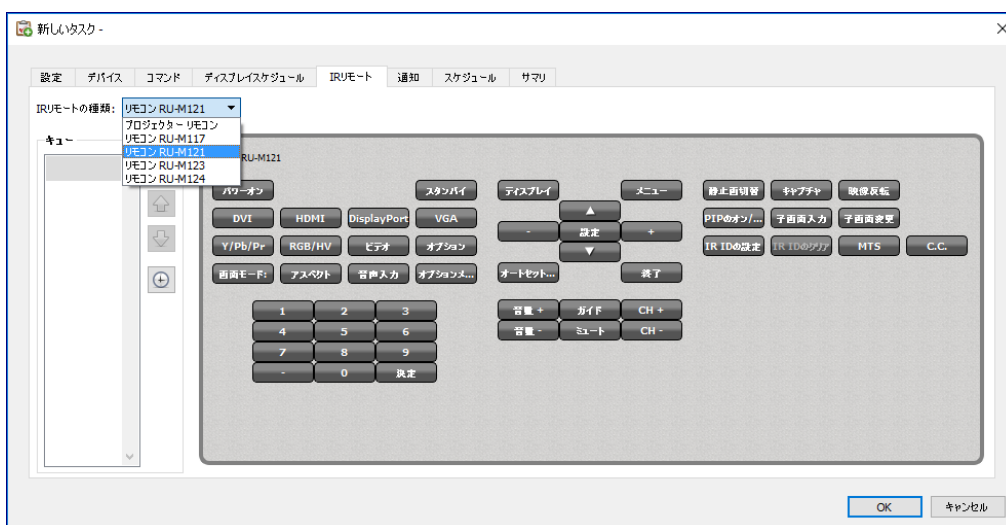 新しいタスク -
設定 デバイス コマンド ディスプレイスケジュール IRリモート 通知 スケジュール サマリ
IRリモートの種類: リモコン RU-M121
プロジェクター リモコン
リモコン RU-M117
リモコン RU-M121
リモコン RU-M123
リモコン RU-M124
キュー
RU-M121
パワーオン スタンバイ ディスプレイ メニュー 静止画切替 キャプチャ 映像反転
DVI HDMI DisplayPort VGA ▲ PIPのオン/... 子画面入力 子画面変更
- 設定 +
Y/Pb/Pr RGB/HV ビデオ オプション ▼ IR IDの設定 IR IDのクリア MTS C.C.
画面モード: アスペクト 音声入力 オプションメ... オートセット... 終了
1 2 3 音量 + ガイド CH +
4 5 6 音量 - ミュート CH -
7 8 9
- 0 決定
OK キャンセル